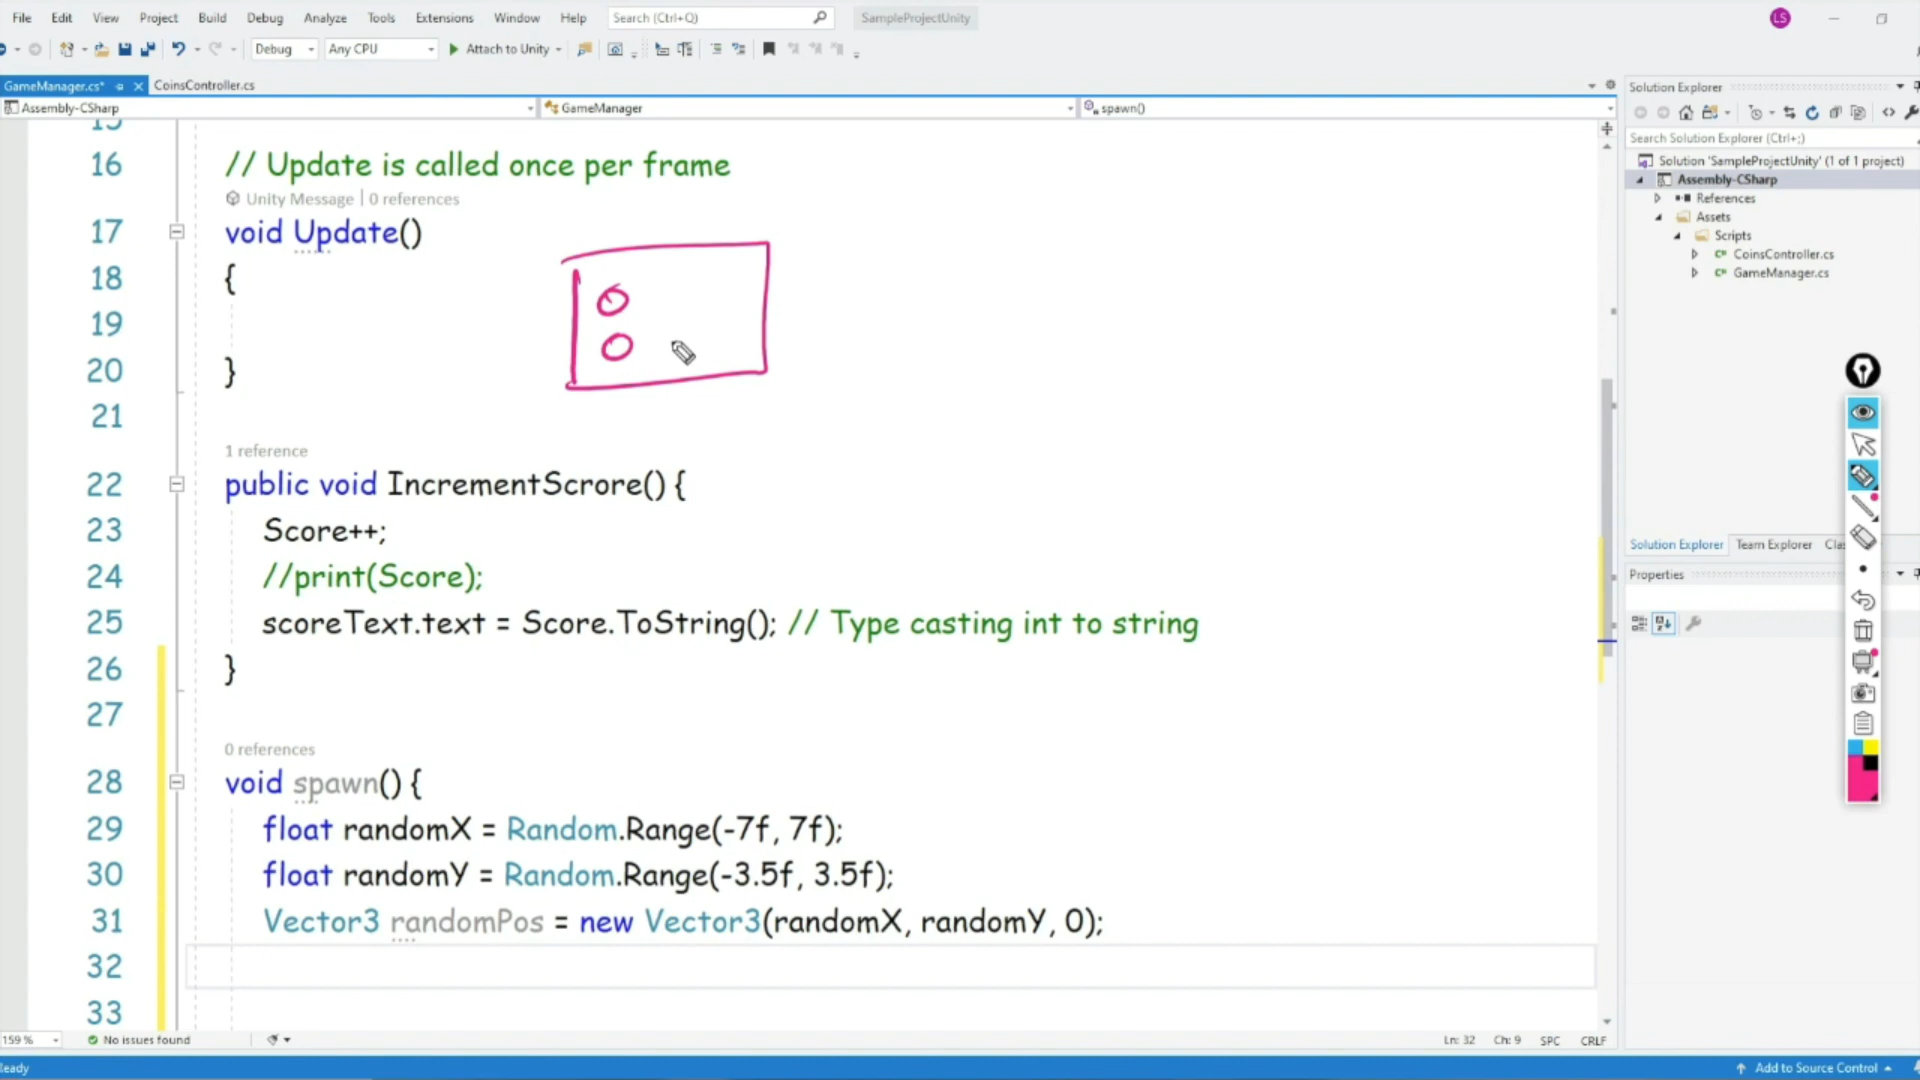 File Edit View Project Build Debug Analyze Tools Extensions Window Help Search (Ctrl+Q) SampleProjectUnity LS
Debug Any CPU Attach to Unity
GameManager.cs* CoinsController.cs
Assembly-CSharp GameManager spawn()
15
16 // Update is called once per frame
Unity Message | 0 references
17 void Update()
18 {
19
20 }
21
1 reference
22 public void IncrementScrore() {
23 Score++;
24 //print(Score);
25 scoreText.text = Score.ToString(); // Type casting int to string
26 }
27
0 references
28 void spawn() {
29 float randomX = Random.Range(-7f, 7f);
30 float randomY = Random.Range(-3.5f, 3.5f);
31 Vector3 randomPos = new Vector3(randomX, randomY, 0);
32
33
159 % No issues found Ln: 32 Ch: 9 SPC CRLF
Solution Explorer
Search Solution Explorer (Ctrl+;)
Solution 'SampleProjectUnity' (1 of 1 project)
Assembly-CSharp
References
Assets
Scripts
C# CoinsController.cs
C# GameManager.cs
Solution Explorer Team Explorer Clas
Properties
eady Add to Source Control